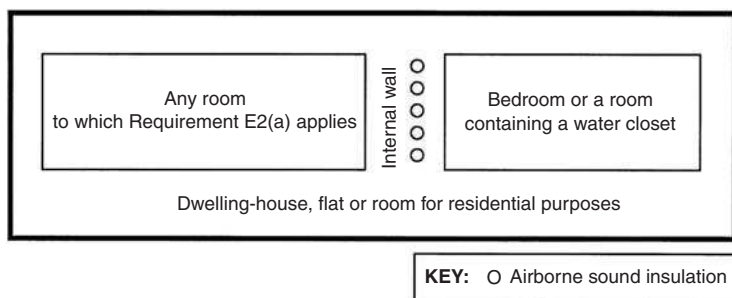 Any room
to which Requirement E2(a) applies
Internal wall
Bedroom or a room
containing a water closet
Dwelling-house, flat or room for residential purposes
KEY: O Airborne sound insulation